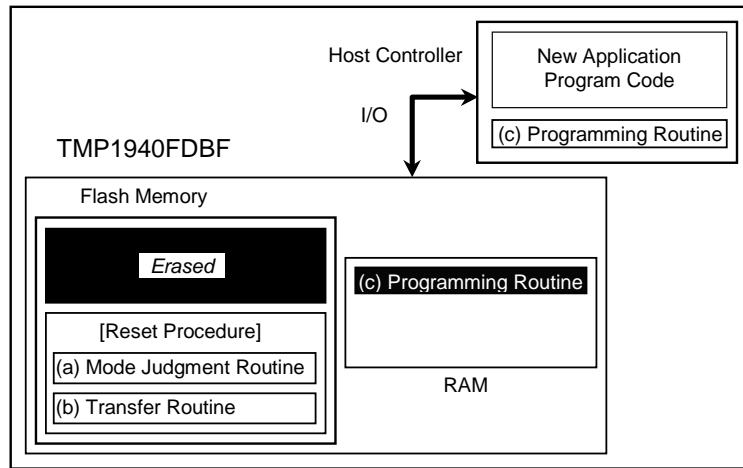 Host Controller
New Application
Program Code
I/O
(c) Programming Routine
TMP1940FDBF
Flash Memory
Erased
(c) Programming Routine
[Reset Procedure]
(a) Mode Judgment Routine
(b) Transfer Routine
RAM